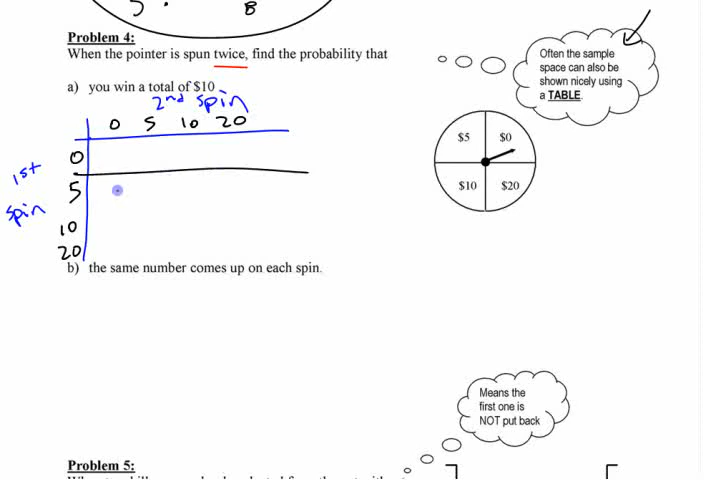 B
Problem 4:
When the pointer is spun twice, find the probability that
Often the sample
space can also be
shown nicely using
a TABLE.
a) you win a total of $10
2nd spin
0 5 10 20
1st
spin
0
5
10
20
$5 $0
$10 $20
b) the same number comes up on each spin.
Means the
first one is
NOT put back
Problem 5: